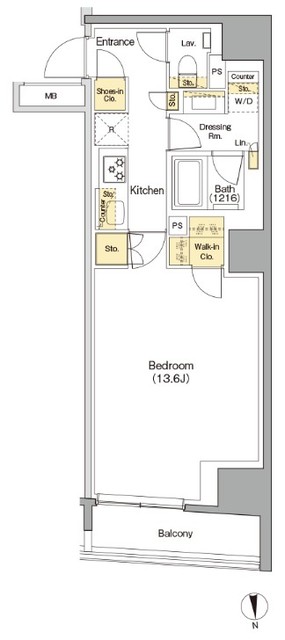 Entrance
Lav.
MB
Shoes-in
Clo.
Sto.
PS
Counter
Sto.
W/D
Sto.
R
Dressing
Rm.
Lin.
Kitchen
Sto.
Counter
Bath
(1216)
PS
Sto.
Walk-in
Clo.
Bedroom
(13.6J)
Balcony
N